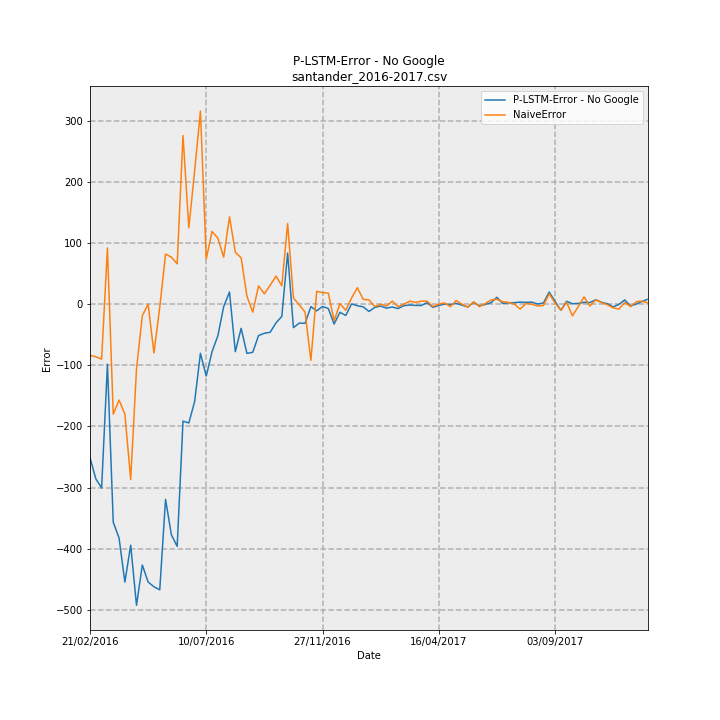 P-LSTM-Error - No Google
santander_2016-2017.csv
P-LSTM-Error - No Google
NaiveError
300
200
100
0
−100
−200
−300
−400
−500
Error
21/02/2016
10/07/2016
27/11/2016
16/04/2017
03/09/2017
Date